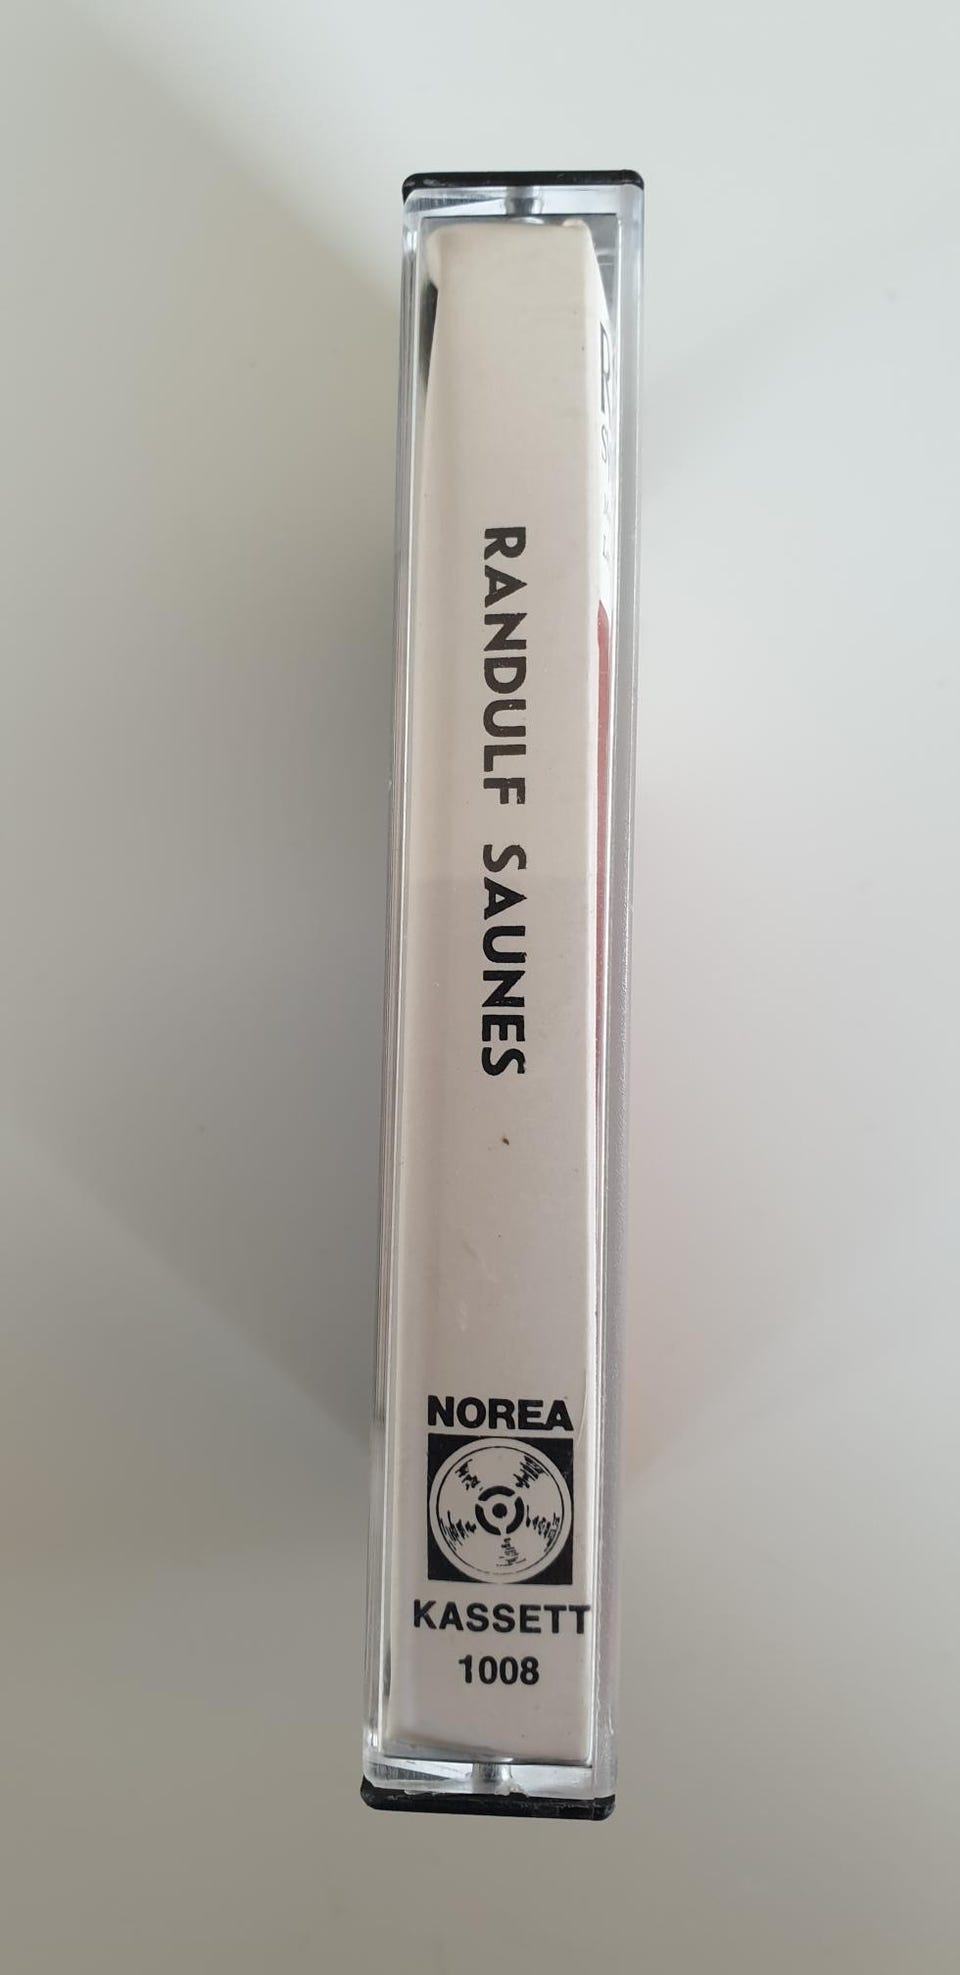 RANDULF SAUNES
NOREA
KASSETT
1008